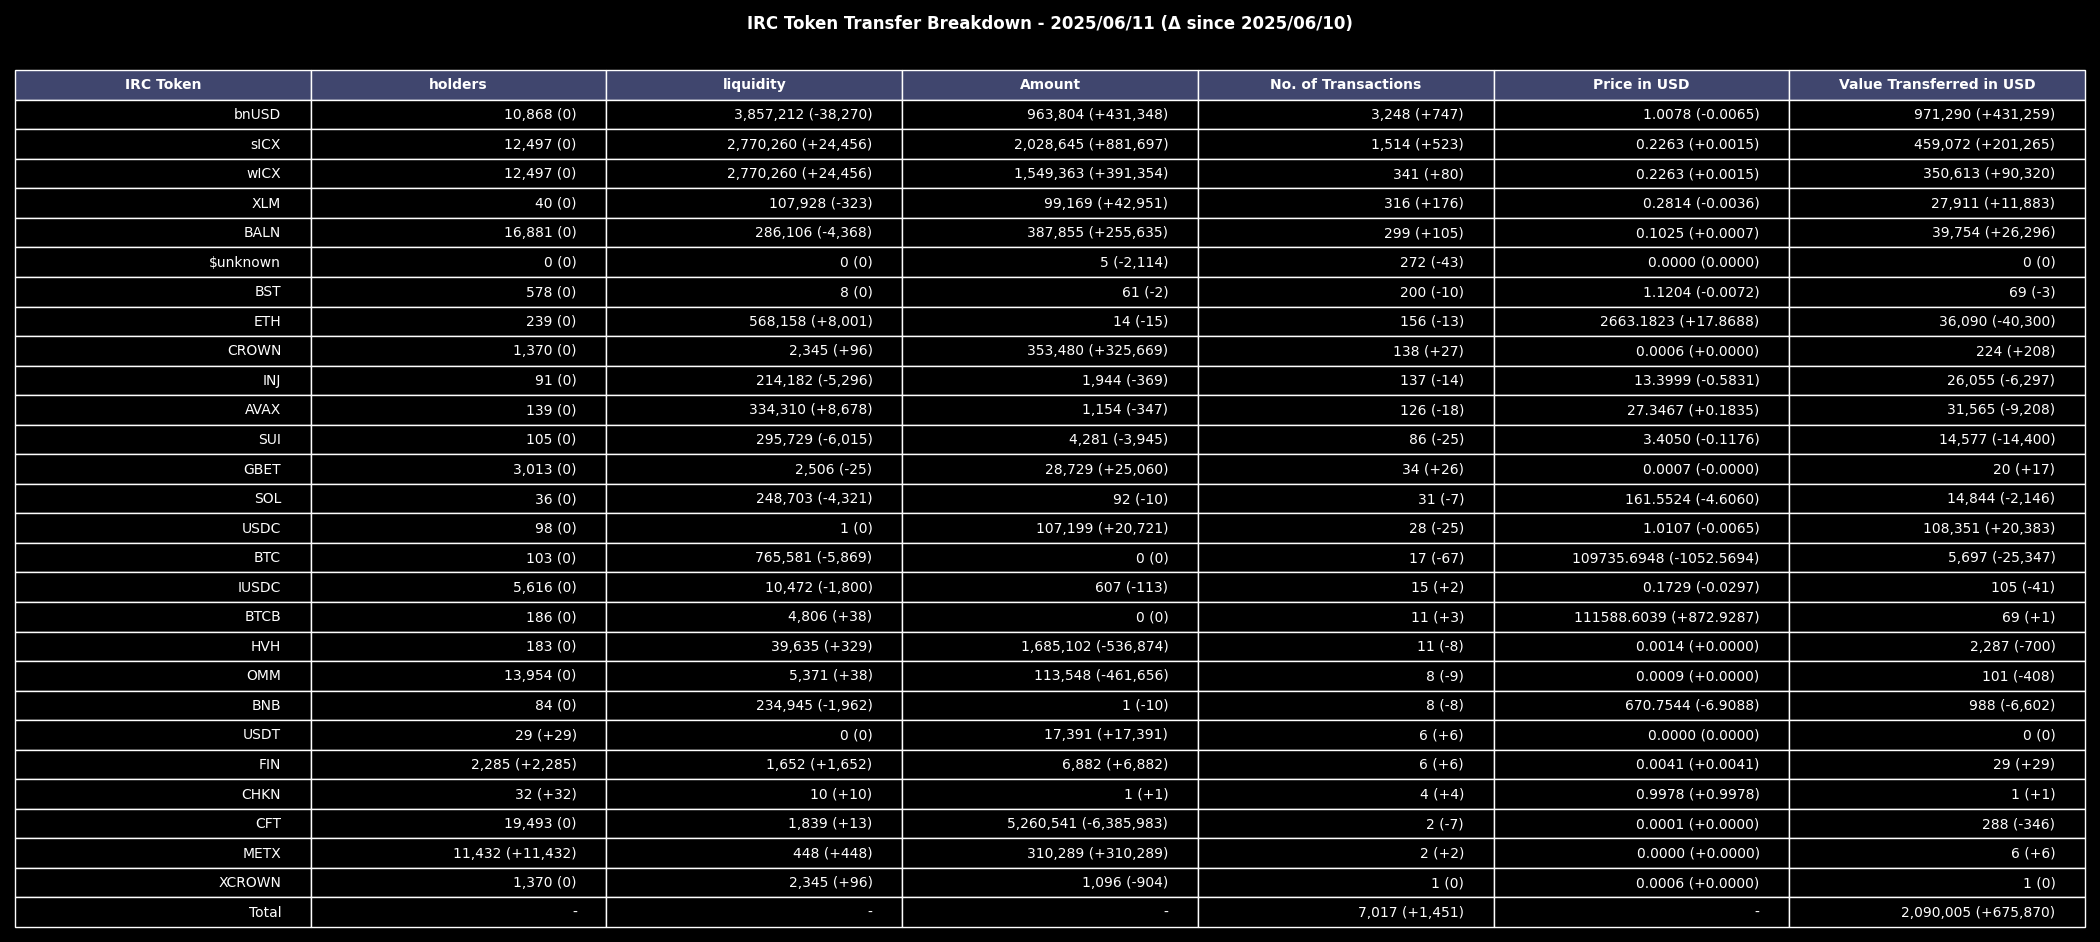 IRC Token Transfer Breakdown - 2025/06/11 (Δ since 2025/06/10)
IRC Token holders liquidity Amount No. of Transactions Price in USD Value Transferred in USD
bnUSD 10,868 (0) 3,857,212 (-38,270) 963,804 (+431,348) 3,248 (+747) 1.0078 (-0.0065) 971,290 (+431,259)
sICX 12,497 (0) 2,770,260 (+24,456) 2,028,645 (+881,697) 1,514 (+523) 0.2263 (+0.0015) 459,072 (+201,265)
wICX 12,497 (0) 2,770,260 (+24,456) 1,549,363 (+391,354) 341 (+80) 0.2263 (+0.0015) 350,613 (+90,320)
XLM 40 (0) 107,928 (-323) 99,169 (+42,951) 316 (+176) 0.2814 (-0.0036) 27,911 (+11,883)
BALN 16,881 (0) 286,106 (-4,368) 387,855 (+255,635) 299 (+105) 0.1025 (+0.0007) 39,754 (+26,296)
$unknown 0 (0) 0 (0) 5 (-2,114) 272 (-43) 0.0000 (0.0000) 0 (0)
BST 578 (0) 8 (0) 61 (-2) 200 (-10) 1.1204 (-0.0072) 69 (-3)
ETH 239 (0) 568,158 (+8,001) 14 (-15) 156 (-13) 2663.1823 (+17.8688) 36,090 (-40,300)
CROWN 1,370 (0) 2,345 (+96) 353,480 (+325,669) 138 (+27) 0.0006 (+0.0000) 224 (+208)
INJ 91 (0) 214,182 (-5,296) 1,944 (-369) 137 (-14) 13.3999 (-0.5831) 26,055 (-6,297)
AVAX 139 (0) 334,310 (+8,678) 1,154 (-347) 126 (-18) 27.3467 (+0.1835) 31,565 (-9,208)
SUI 105 (0) 295,729 (-6,015) 4,281 (-3,945) 86 (-25) 3.4050 (-0.1176) 14,577 (-14,400)
GBET 3,013 (0) 2,506 (-25) 28,729 (+25,060) 34 (+26) 0.0007 (-0.0000) 20 (+17)
SOL 36 (0) 248,703 (-4,321) 92 (-10) 31 (-7) 161.5524 (-4.6060) 14,844 (-2,146)
USDC 98 (0) 1 (0) 107,199 (+20,721) 28 (-25) 1.0107 (-0.0065) 108,351 (+20,383)
BTC 103 (0) 765,581 (-5,869) 0 (0) 17 (-67) 109735.6948 (-1052.5694) 5,697 (-25,347)
IUSDC 5,616 (0) 10,472 (-1,800) 607 (-113) 15 (+2) 0.1729 (-0.0297) 105 (-41)
BTCB 186 (0) 4,806 (+38) 0 (0) 11 (+3) 111588.6039 (+872.9287) 69 (+1)
HVH 183 (0) 39,635 (+329) 1,685,102 (-536,874) 11 (-8) 0.0014 (+0.0000) 2,287 (-700)
OMM 13,954 (0) 5,371 (+38) 113,548 (-461,656) 8 (-9) 0.0009 (+0.0000) 101 (-408)
BNB 84 (0) 234,945 (-1,962) 1 (-10) 8 (-8) 670.7544 (-6.9088) 988 (-6,602)
USDT 29 (+29) 0 (0) 17,391 (+17,391) 6 (+6) 0.0000 (0.0000) 0 (0)
FIN 2,285 (+2,285) 1,652 (+1,652) 6,882 (+6,882) 6 (+6) 0.0041 (+0.0041) 29 (+29)
CHKN 32 (+32) 10 (+10) 1 (+1) 4 (+4) 0.9978 (+0.9978) 1 (+1)
CFT 19,493 (0) 1,839 (+13) 5,260,541 (-6,385,983) 2 (-7) 0.0001 (+0.0000) 288 (-346)
METX 11,432 (+11,432) 448 (+448) 310,289 (+310,289) 2 (+2) 0.0000 (+0.0000) 6 (+6)
XCROWN 1,370 (0) 2,345 (+96) 1,096 (-904) 1 (0) 0.0006 (+0.0000) 1 (0)
Total - - - 7,017 (+1,451) - 2,090,005 (+675,870)